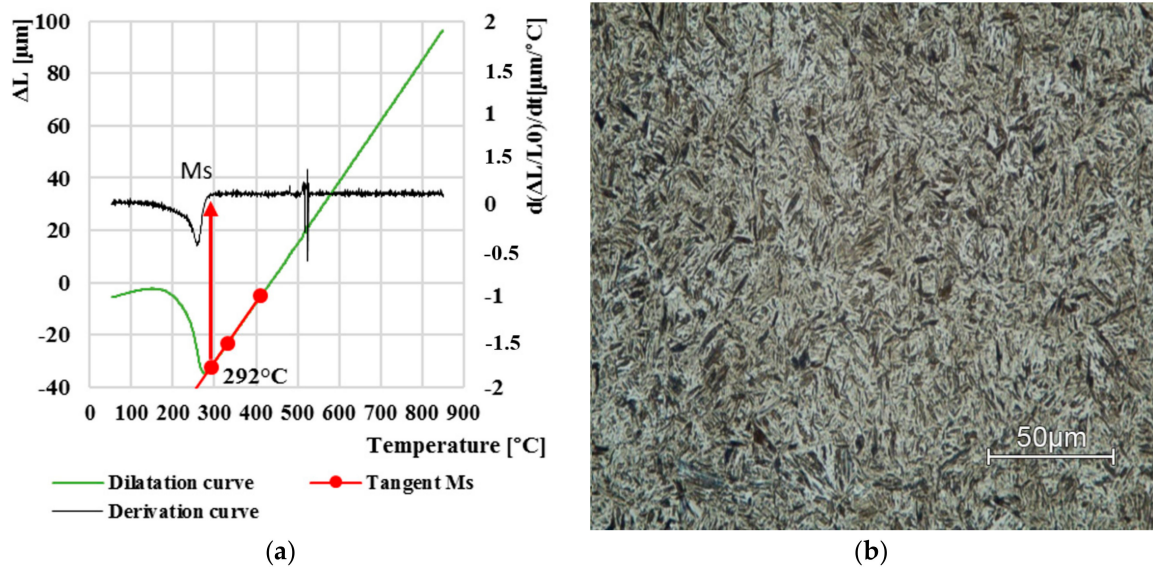 ΔL [µm]
100
80
60
40
20
0
-20
-40
2
1.5
1
1.5
0
-0.5
-1
-1.5
-2
d(ΔL/L0)/dt[µm/°C]
Ms
292°C
0 100 200 300 400 500 600 700 800 900
Temperature [°C]
Dilatation curve
Tangent Ms
Derivation curve
(a)
50µm
(b)